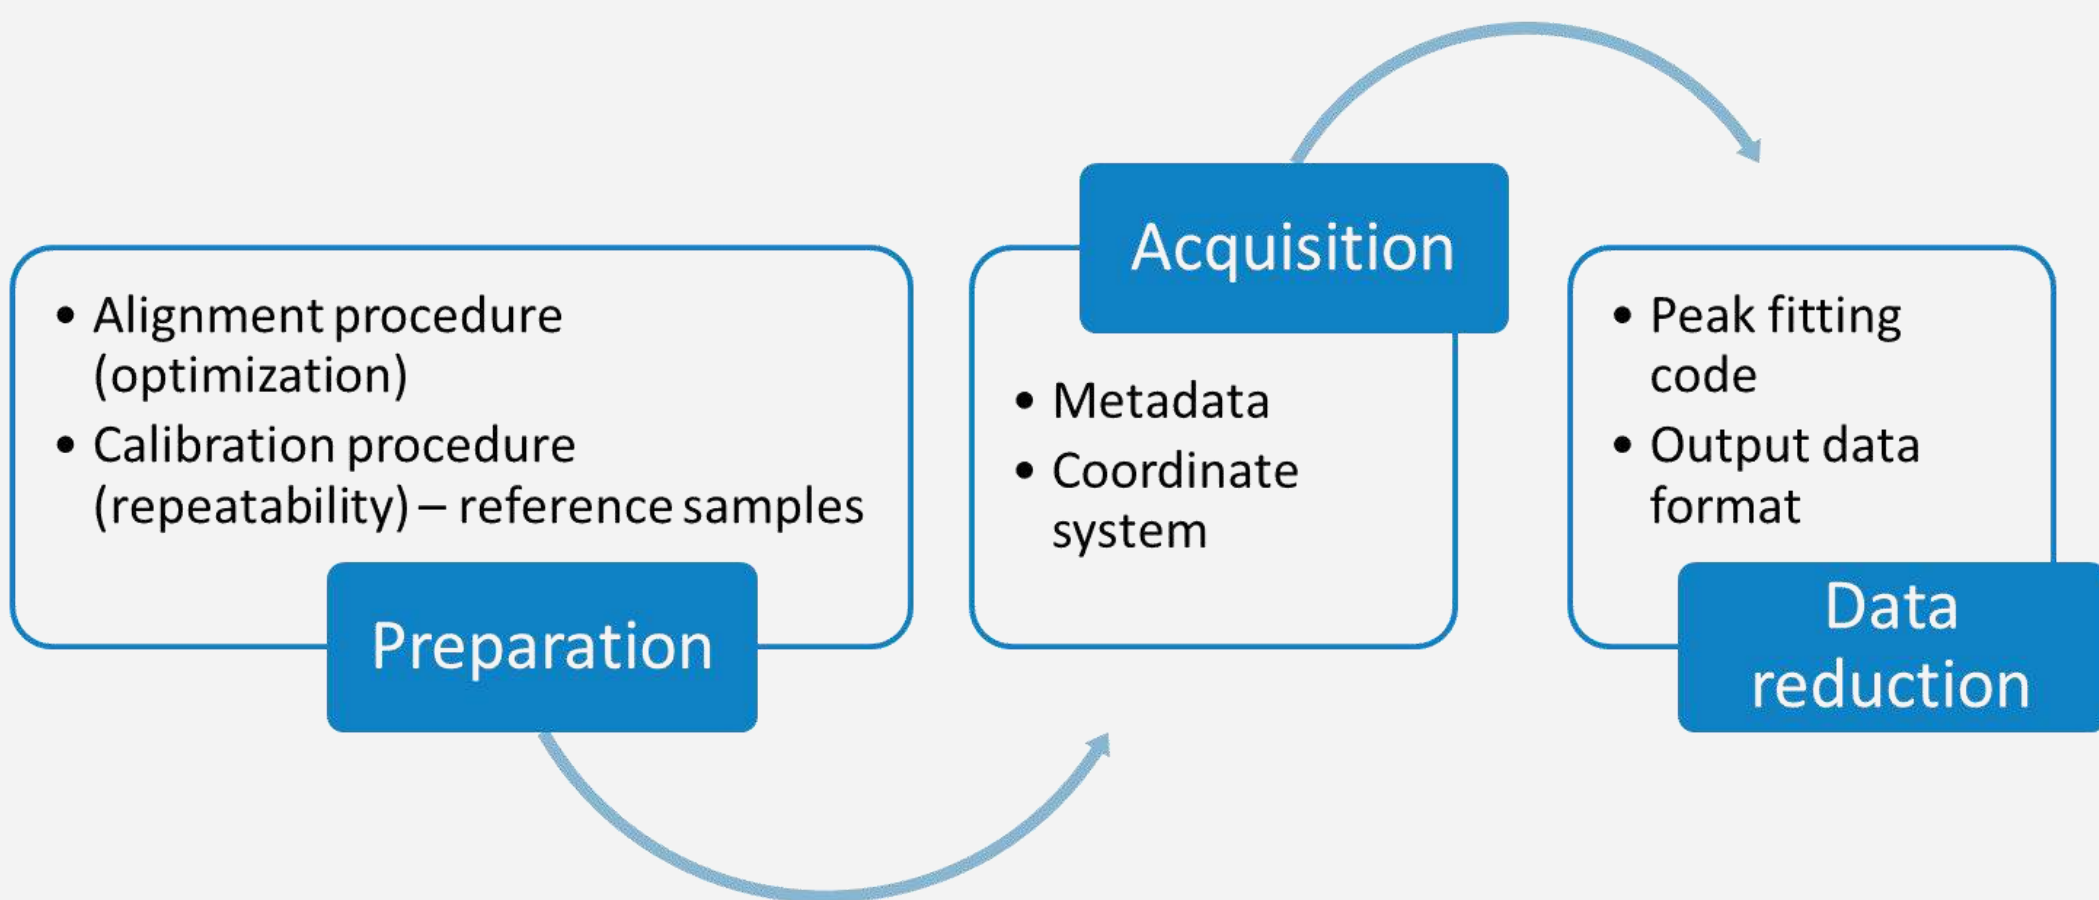 • Alignment procedure
(optimization)
• Calibration procedure
(repeatability) – reference samples
Preparation
Acquisition
• Metadata
• Coordinate
system
• Peak fitting
code
• Output data
format
Data
reduction